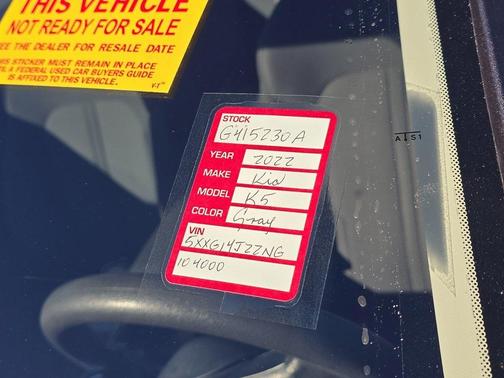 THIS VEHICLE
NOT READY FOR SALE
SEE THE DEALER FOR RESALE DATE
THIS STICKER MUST REMAIN IN PLACE
A FEDERAL USED CAR BUYERS GUIDE
IS AFFIXED TO THIS VEHICLE.
V-T™
STOCK
G415230A
YEAR 2022
MAKE Kia
MODEL K5
COLOR Gray
VIN
5XXG14J22NG
104000
AS1